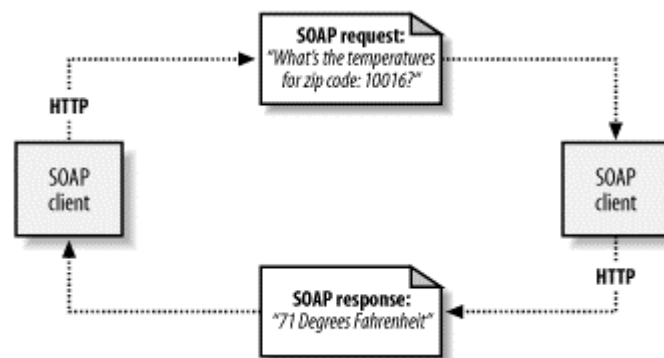 SOAP request:
“What's the temperatures
for zip code: 10016?”
HTTP
SOAP
client
SOAP
client
HTTP
SOAP response:
“71 Degrees Fahrenheit”